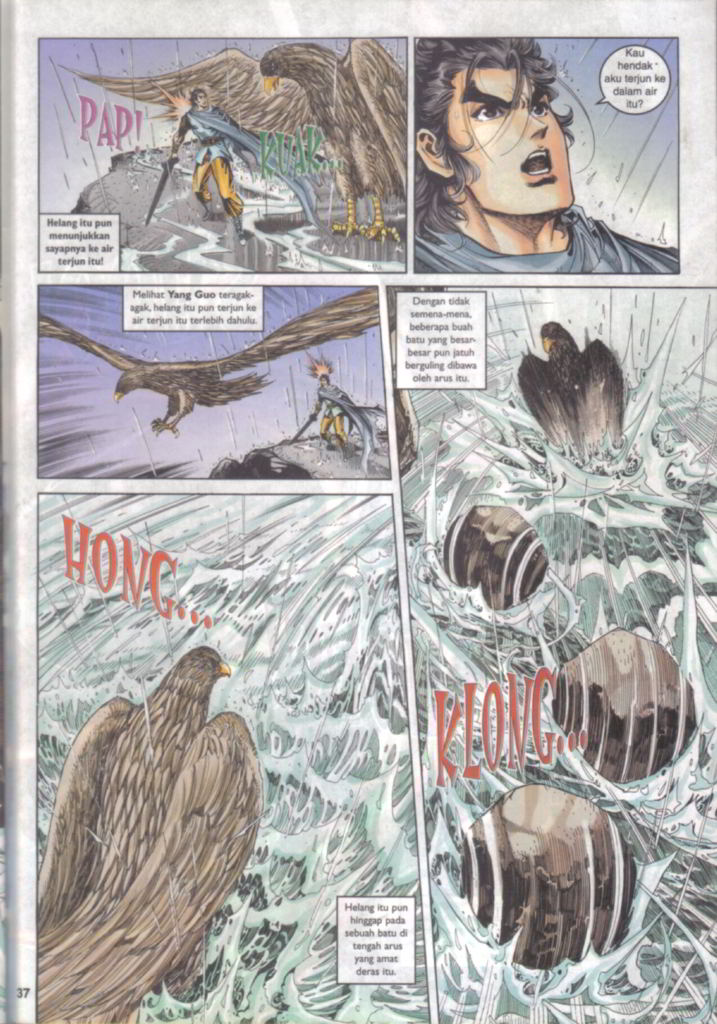 PAP!
KUAK...
Helang itu pun
menunjukkan
sayapnya ke air
terjun itu!
Kau
hendak
aku terjun ke
dalam air
itu?
Melihat Yang Guo teragak-
agak, helang itu pun terjun ke
air terjun itu terlebih dahulu.
Dengan tidak
semena-mena,
beberapa buah
batu yang besar-
besar pun jatuh
berguling dibawa
oleh arus itu.
HONG...
KLONG...
Helang itu pun
hinggap pada
sebuah batu di
tengah arus
yang amat
deras itu.
37